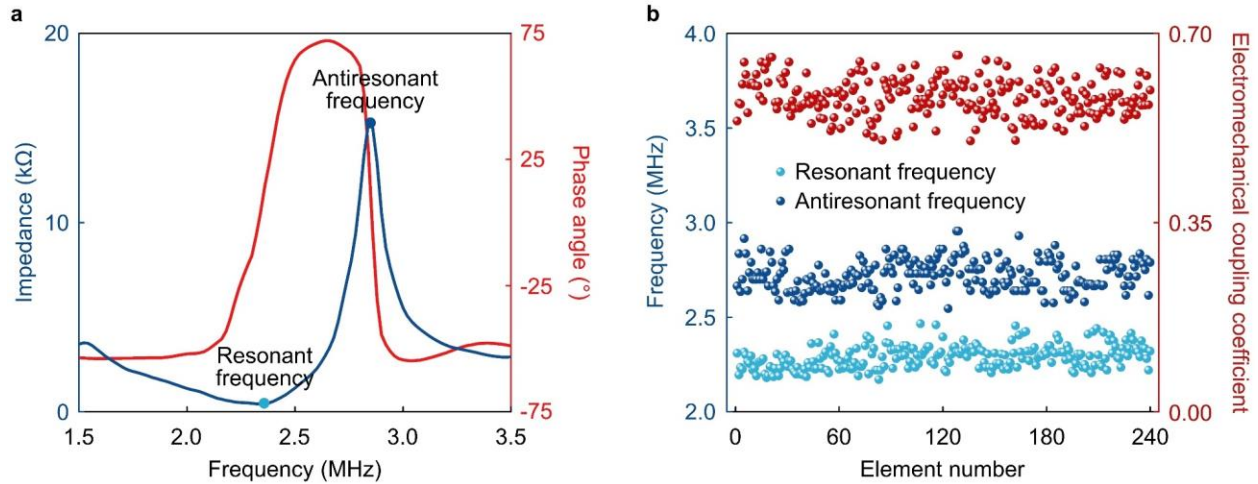 a
20
10
0
Impedance (kΩ)
75
25
-25
-75
Phase angle (°)
Antiresonant
frequency
Resonant
frequency
1.5 2.0 2.5 3.0 3.5
Frequency (MHz)
b
4.0
3.5
3.0
2.5
2.0
Frequency (MHz)
0.70
0.35
0.00
Electromechanical coupling coefficient
Resonant frequency
Antiresonant frequency
0 60 120 180 240
Element number